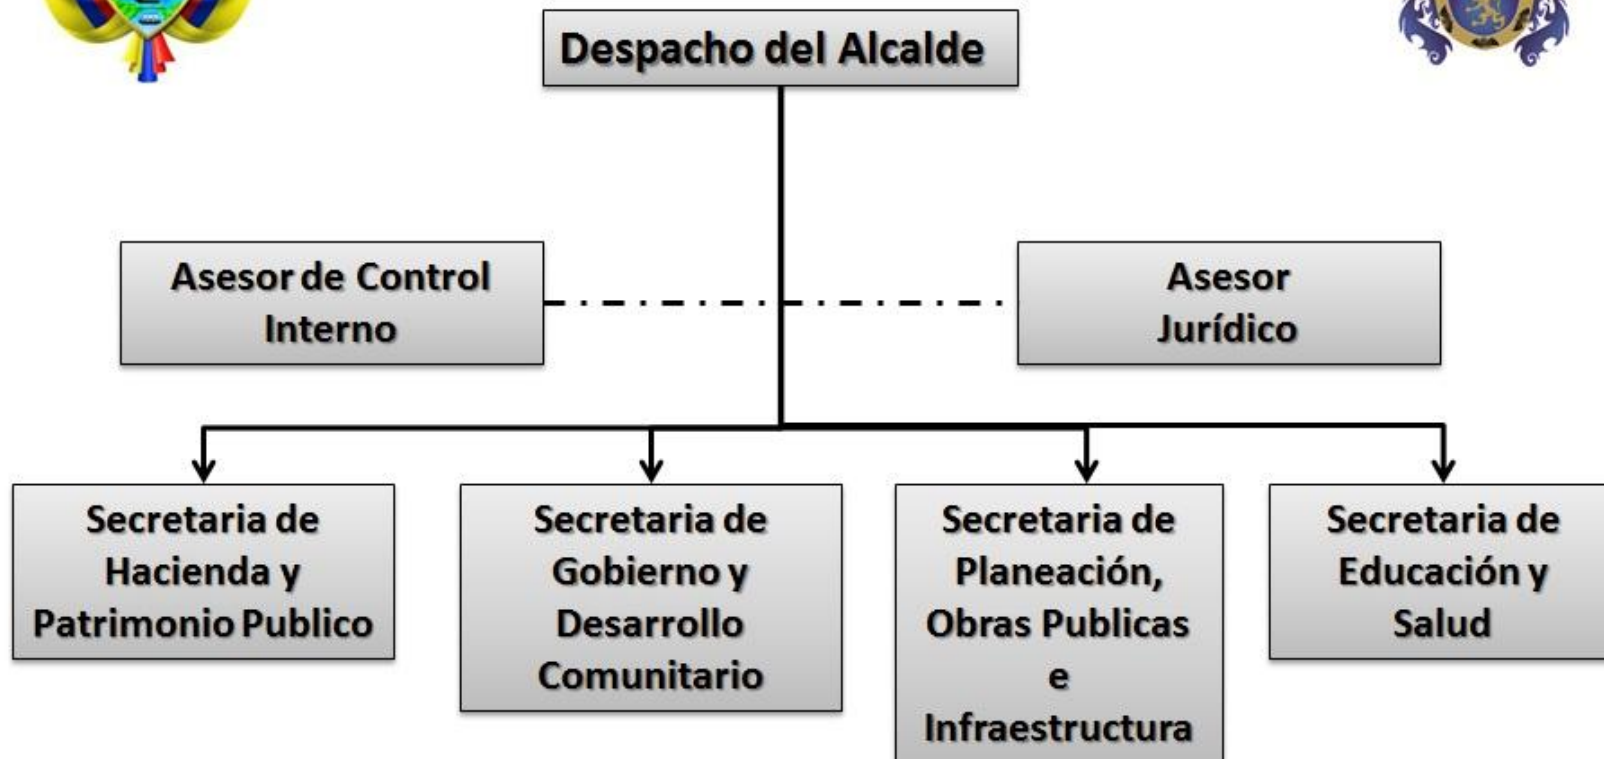 Despacho del Alcalde
Asesor de Control
Interno
Asesor
Jurídico
Secretaria de
Hacienda y
Patrimonio Publico
Secretaria de
Gobierno y
Desarrollo
Comunitario
Secretaria de
Planeación,
Obras Publicas
e
Infraestructura
Secretaria de
Educación y
Salud